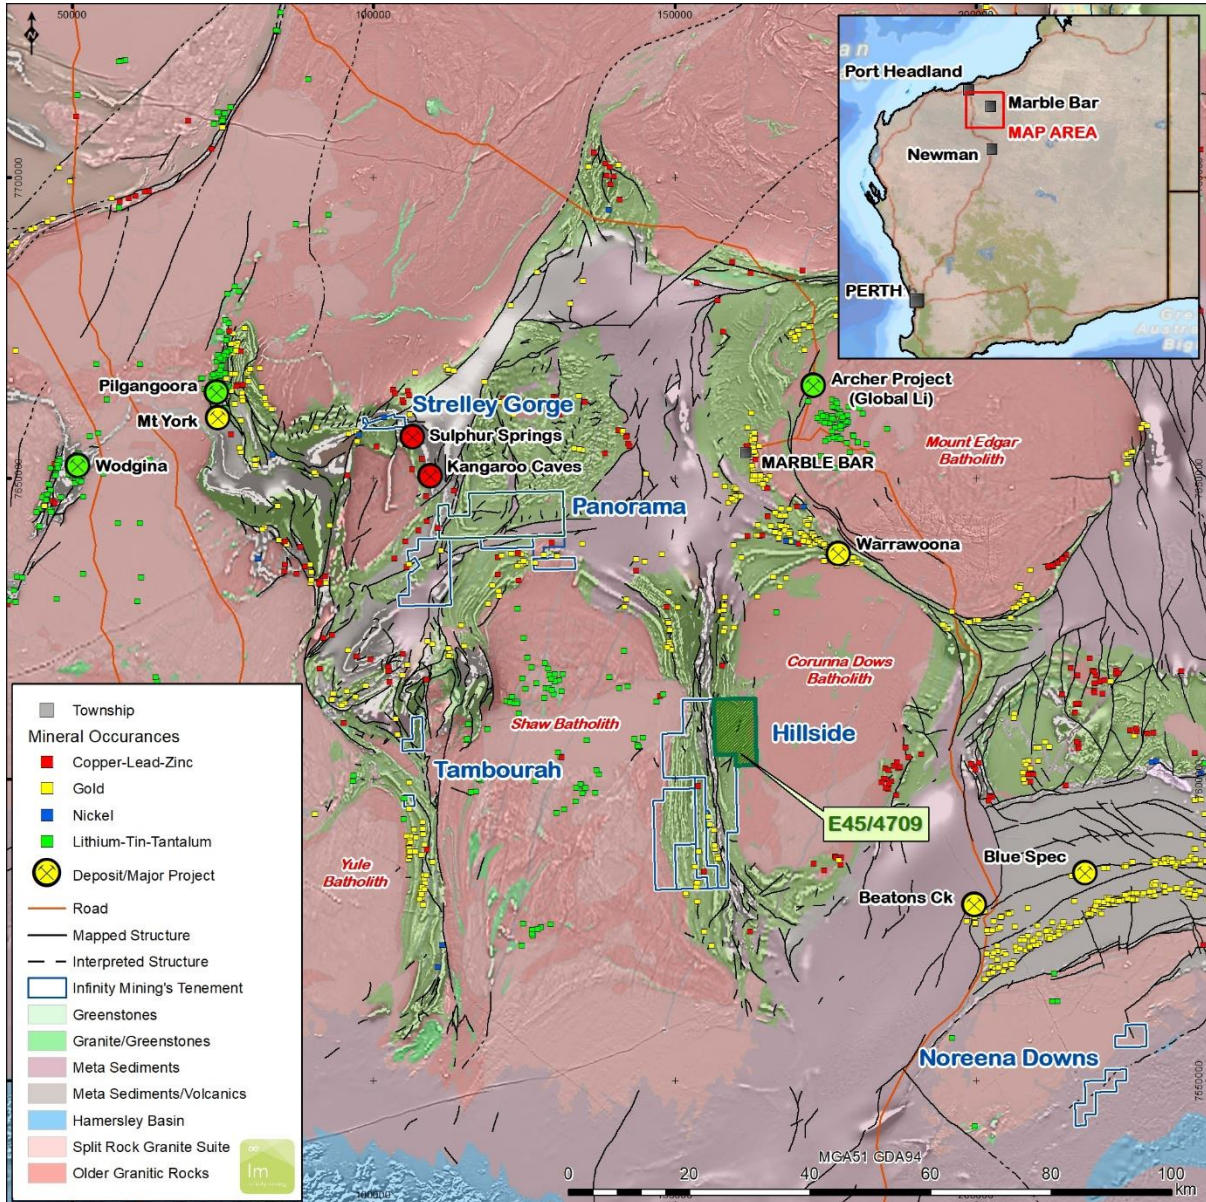 50000
100000
150000
200000
N
Port Headland
Marble Bar
MAP AREA
Newman
PERTH
7700000
7650000
7650000
7600000
7550000
Pilgangoora
Mt York
Wodgina
Strelley Gorge
Sulphur Springs
Kangaroo Caves
Panorama
Archer Project
(Global Li)
MARBLE BAR
Mount Edgar
Batholith
Warrawoona
Corunna Dows
Batholith
Shaw Batholith
Hillside
Tambourah
E45/4709
Yule
Batholith
Blue Spec
Beatons Ck
Noreena Downs
Township
Mineral Occurances
Copper-Lead-Zinc
Gold
Nickel
Lithium-Tin-Tantalum
Deposit/Major Project
Road
Mapped Structure
Interpreted Structure
Infinity Mining's Tenement
Greenstones
Granite/Greenstones
Meta Sediments
Meta Sediments/Volcanics
Hamersley Basin
Split Rock Granite Suite
Older Granitic Rocks
Im
MGA51 GDA94
0 20 40 60 80 100
km
100000